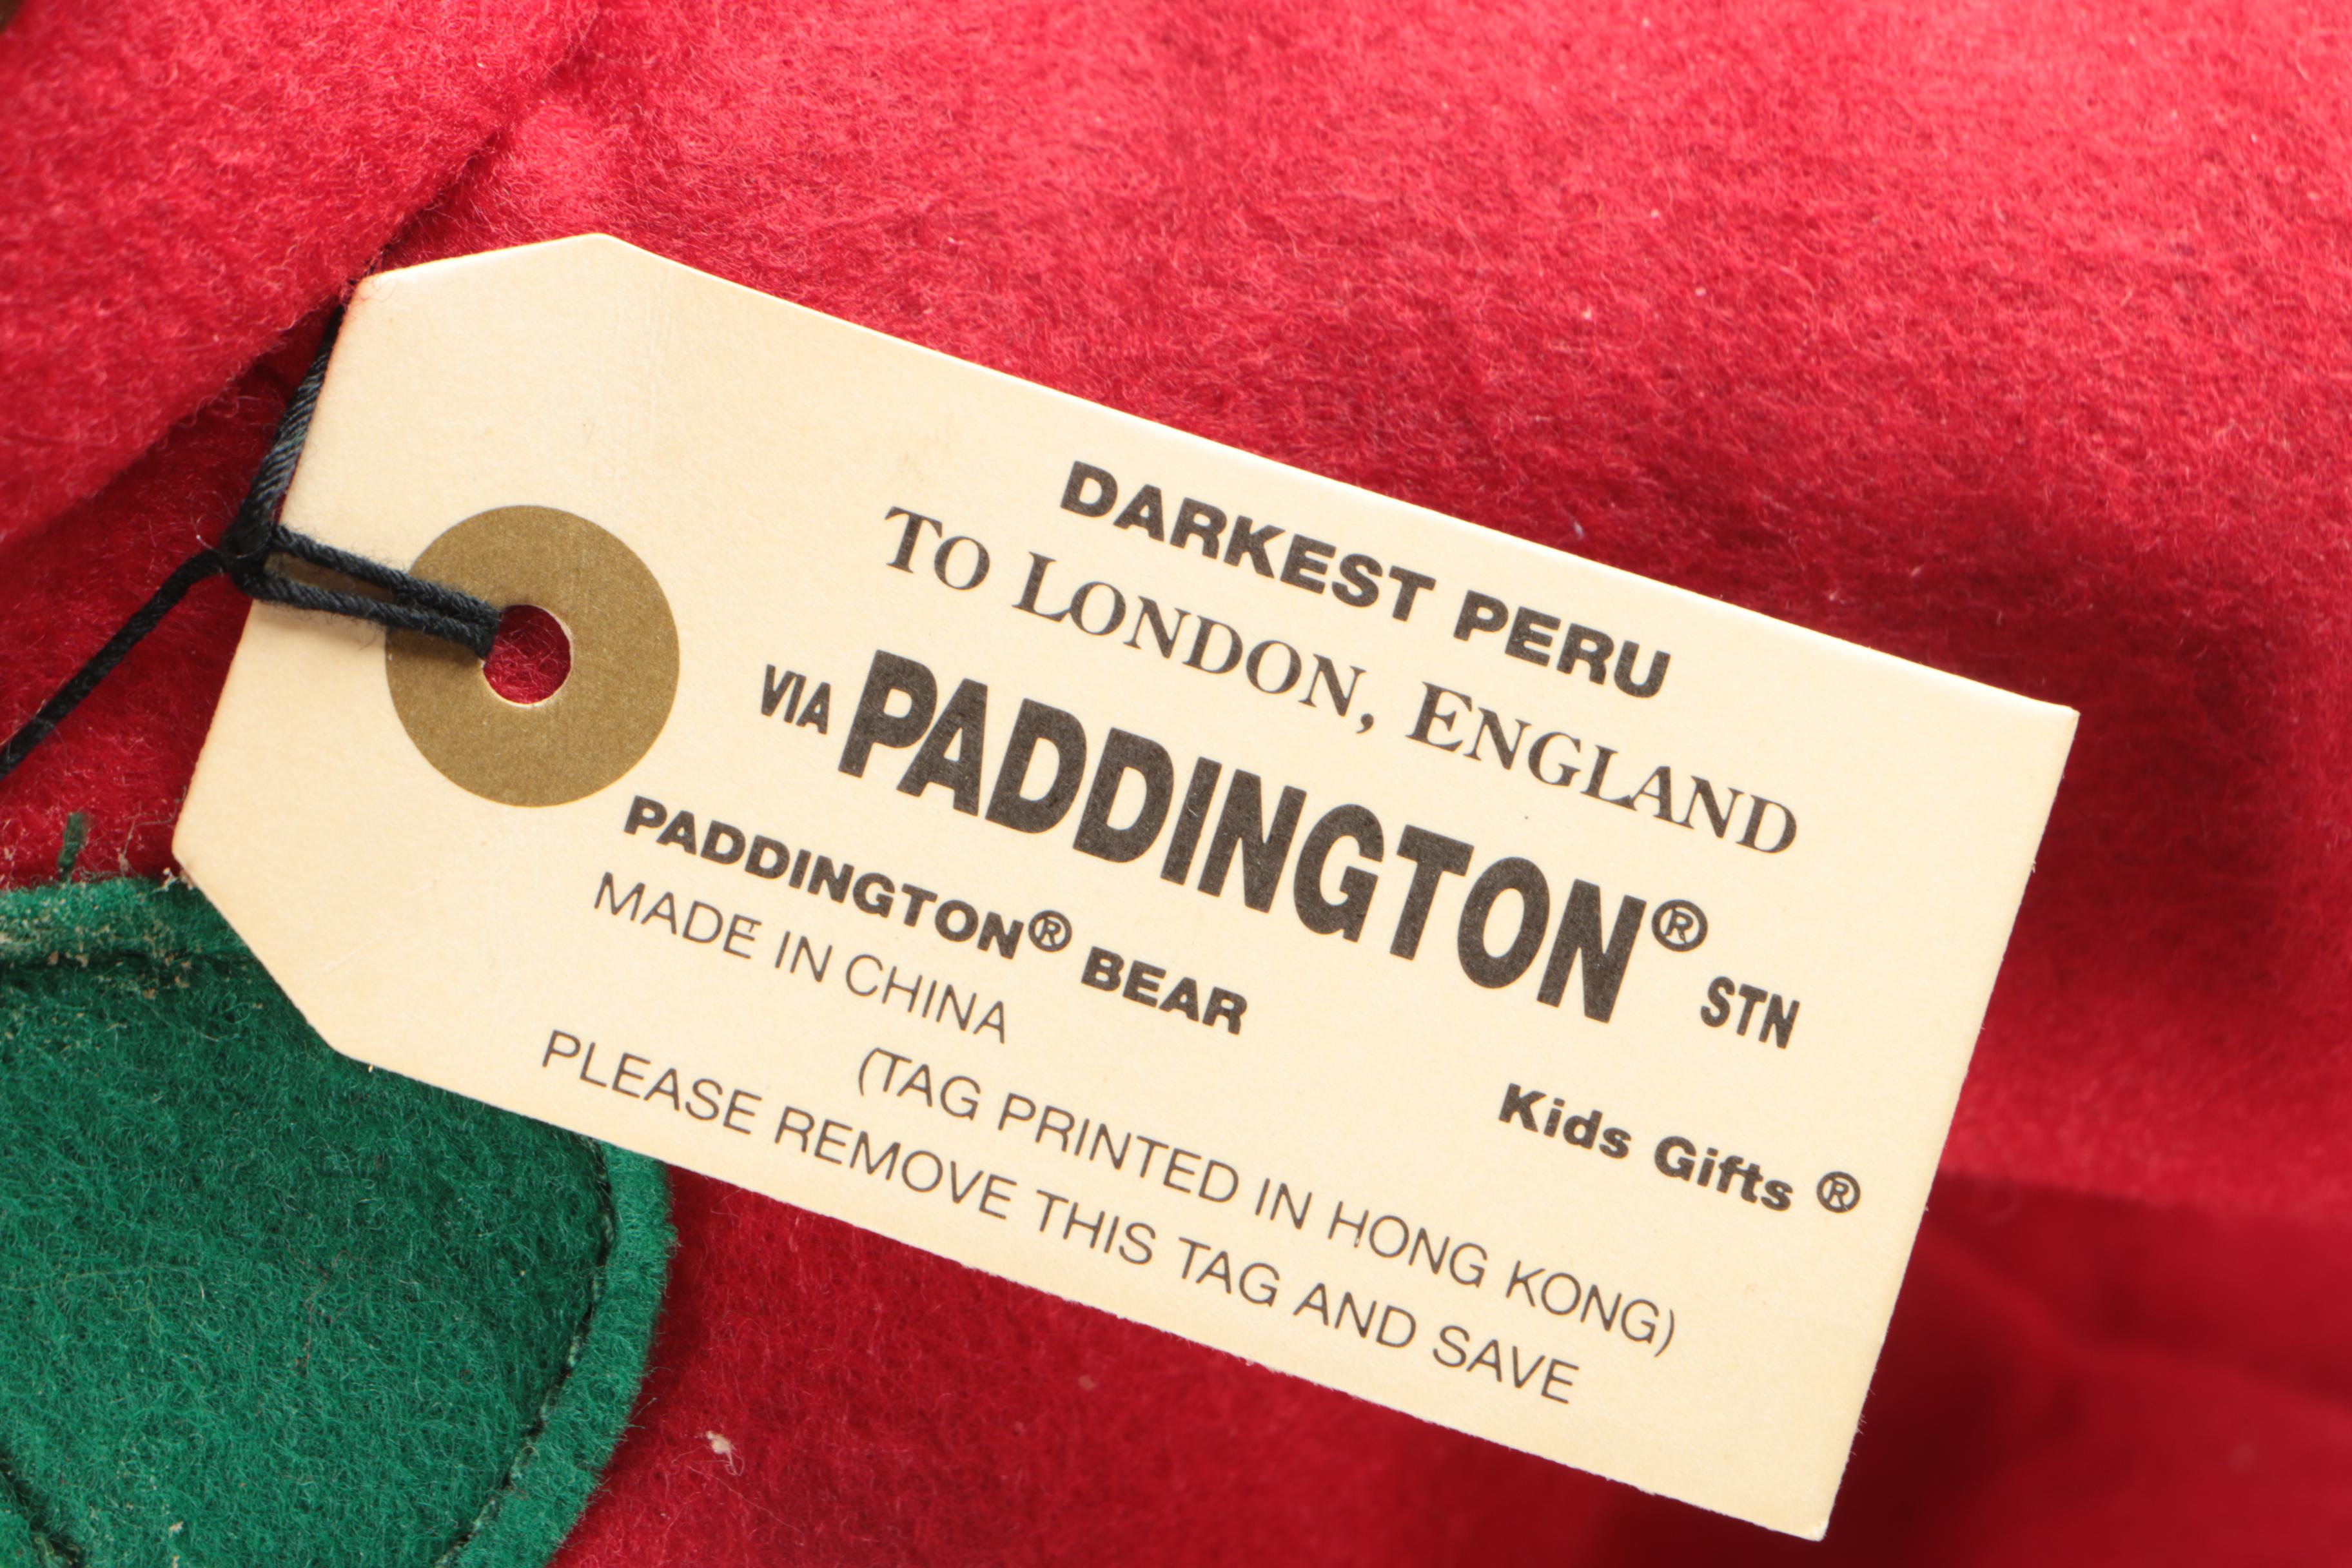 DARKEST PERU
TO LONDON, ENGLAND
VIA PADDINGTON® STN
PADDINGTON® BEAR
MADE IN CHINA
Kids Gifts ®
(TAG PRINTED IN HONG KONG)
PLEASE REMOVE THIS TAG AND SAVE